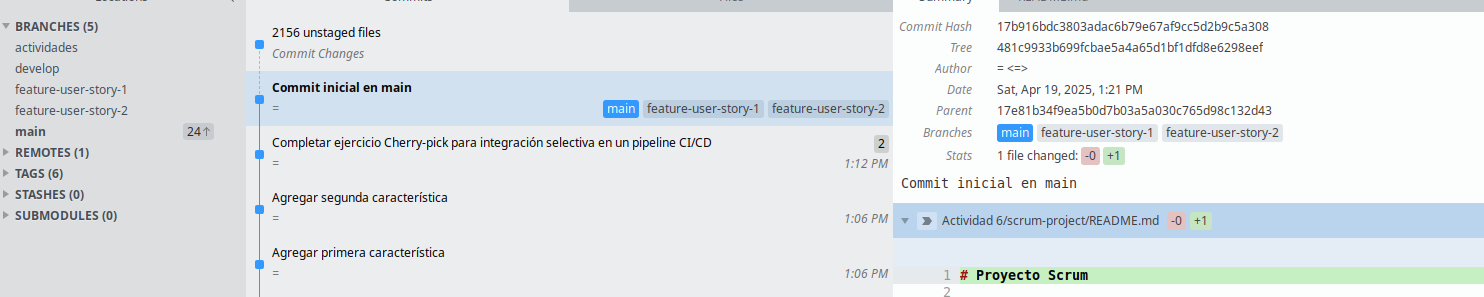 BRANCHES (5)
actividades
develop
feature-user-story-1
feature-user-story-2
main 24↑
REMOTES (1)
TAGS (6)
STASHES (0)
SUBMODULES (0)
2156 unstaged files
Commit Changes
Commit inicial en main
= main feature-user-story-1 feature-user-story-2
Completar ejercicio Cherry-pick para integración selectiva en un pipeline CI/CD 2
= 1:12 PM
Agregar segunda característica
= 1:06 PM
Agregar primera característica
= 1:06 PM
Commit Hash 17b916bdc3803adac6b79e67af9cc5d2b9c5a308
Tree 481c9933b699fcbae5a4a65d1bf1dfd8e6298eef
Author = <=>
Date Sat, Apr 19, 2025, 1:21 PM
Parent 17e81b34f9ea5b0d7b03a5a030c765d98c132d43
Branches main feature-user-story-1 feature-user-story-2
Stats 1 file changed: -0 +1
Commit inicial en main
Actividad 6/scrum-project/README.md -0 +1
1 # Proyecto Scrum
2